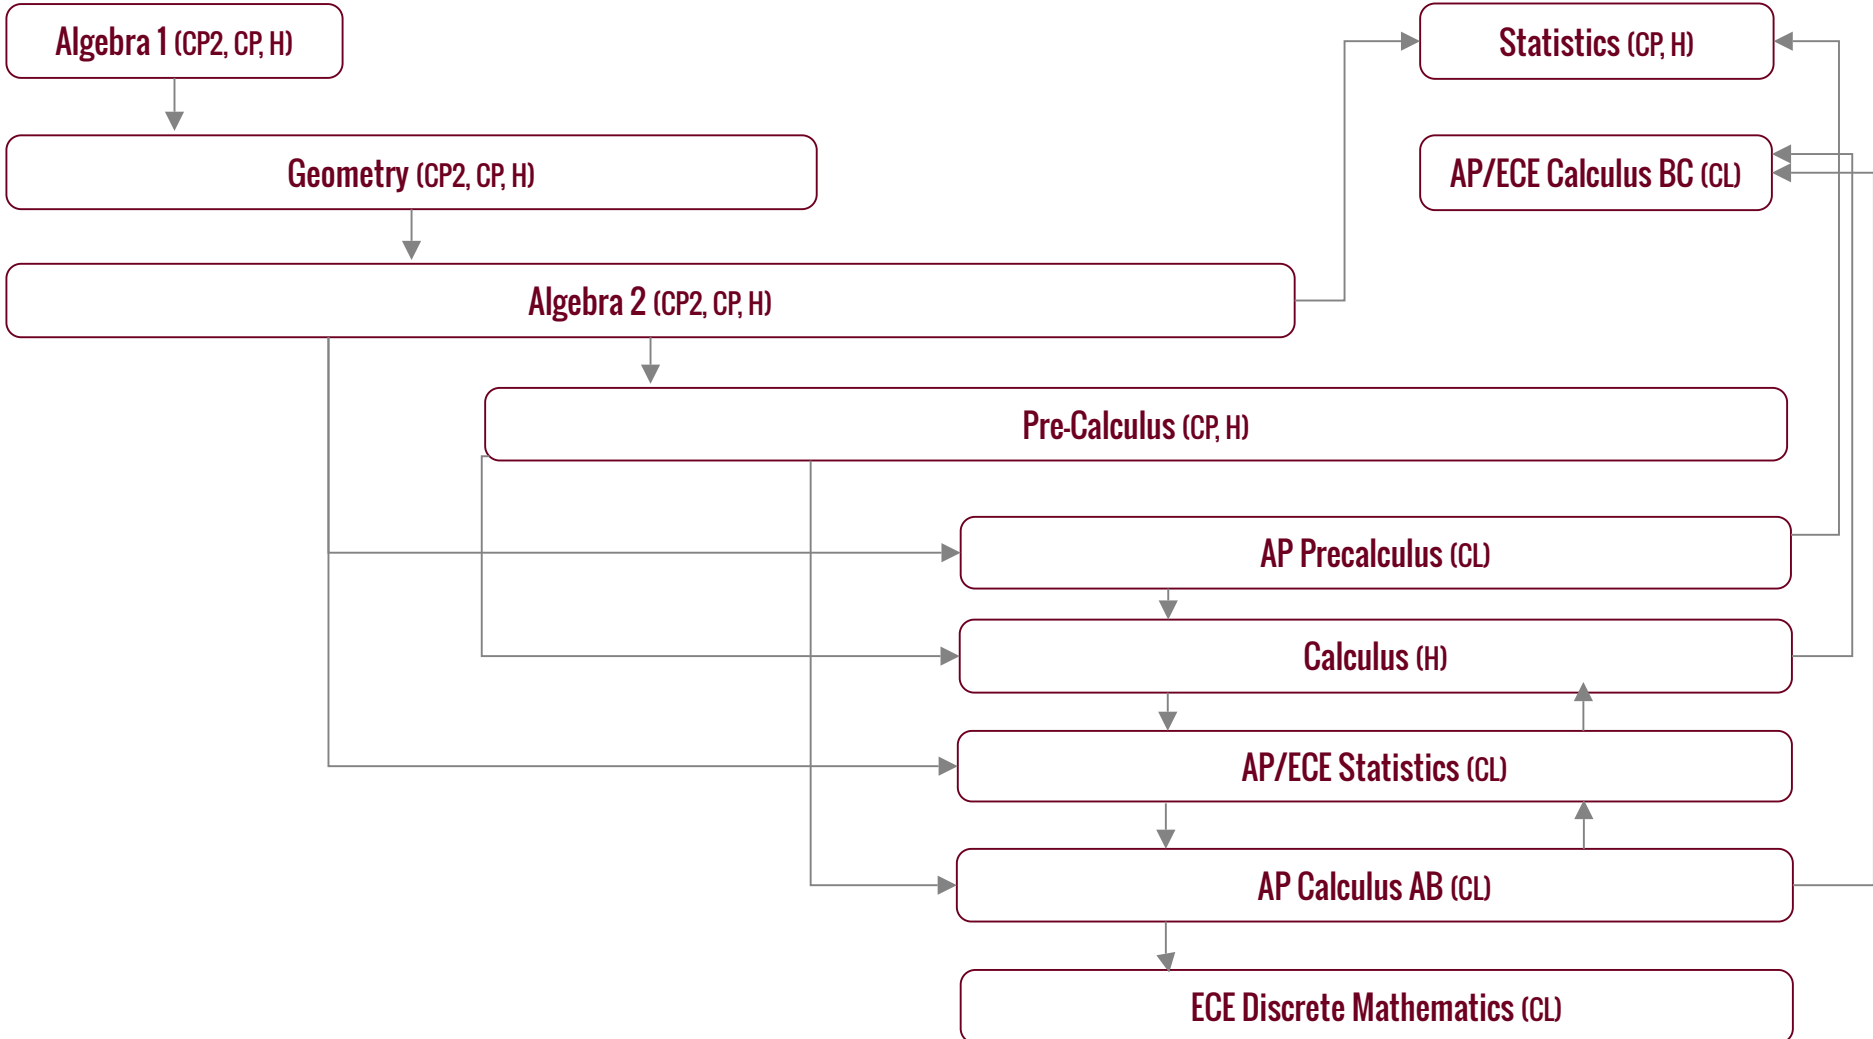 Algebra 1 (CP2, CP, H)
Statistics (CP, H)
Geometry (CP2, CP, H)
AP/ECE Calculus BC (CL)
Algebra 2 (CP2, CP, H)
Pre-Calculus (CP, H)
AP Precalculus (CL)
Calculus (H)
AP/ECE Statistics (CL)
AP Calculus AB (CL)
ECE Discrete Mathematics (CL)